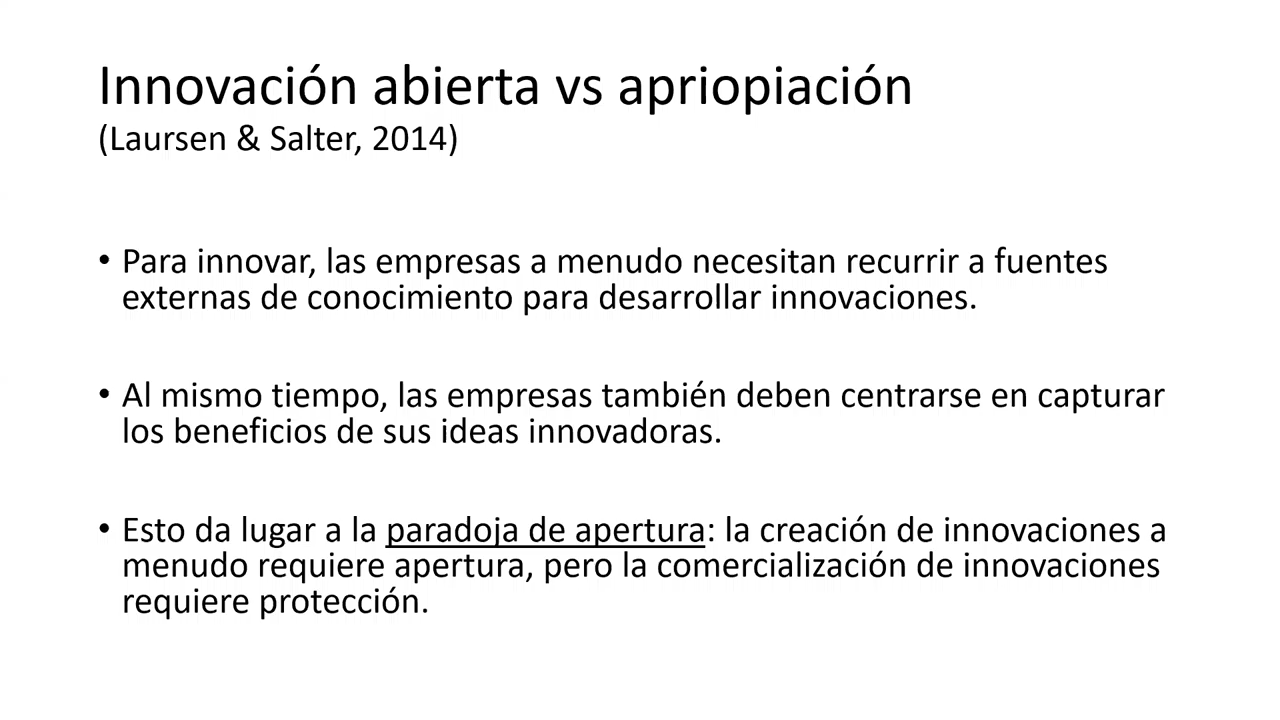 Innovación abierta vs apriopiación
(Laursen & Salter, 2014)
• Para innovar, las empresas a menudo necesitan recurrir a fuentes
externas de conocimiento para desarrollar innovaciones.
• Al mismo tiempo, las empresas también deben centrarse en capturar
los beneficios de sus ideas innovadoras.
• Esto da lugar a la paradoja de apertura: la creación de innovaciones a
menudo requiere apertura, pero la comercialización de innovaciones
requiere protección.